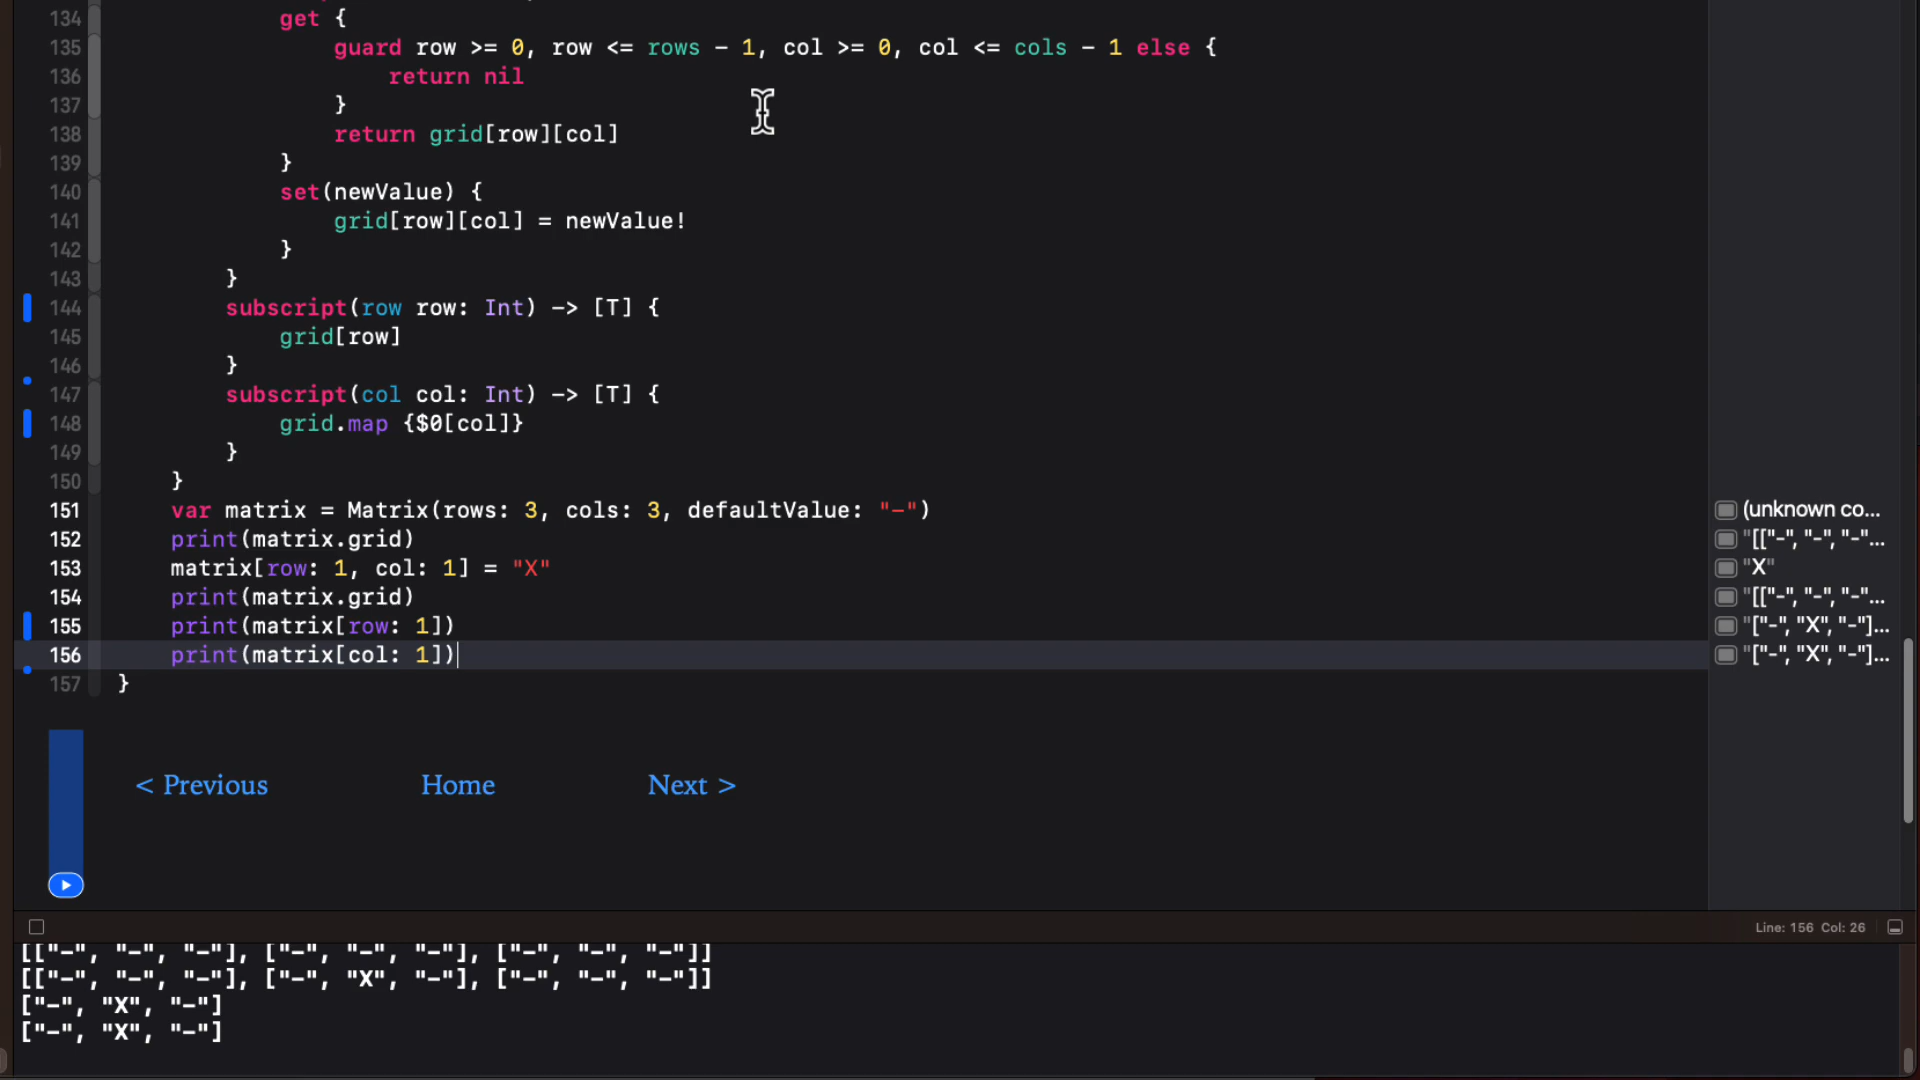 134 get {
135 guard row >= 0, row <= rows - 1, col >= 0, col <= cols - 1 else {
136 return nil
137 }
138 return grid[row][col]
139 }
140 set(newValue) {
141 grid[row][col] = newValue!
142 }
143 }
144 subscript(row row: Int) -> [T] {
145 grid[row]
146 }
147 subscript(col col: Int) -> [T] {
148 grid.map {$0[col]}
149 }
150 }
151 var matrix = Matrix(rows: 3, cols: 3, defaultValue: "-") (unknown co...
152 print(matrix.grid) "[["-", "-", "-"...
153 matrix[row: 1, col: 1] = "X" "X"
154 print(matrix.grid) "[["-", "-", "-"...
155 print(matrix[row: 1]) "["-", "X", "-"]...
156 print(matrix[col: 1]) "["-", "X", "-"]...
157 }
< Previous Home Next >
Line: 156 Col: 26
[["-", "-", "-"], ["-", "-", "-"], ["-", "-", "-"]]
[["-", "-", "-"], ["-", "X", "-"], ["-", "-", "-"]]
["-", "X", "-"]
["-", "X", "-"]